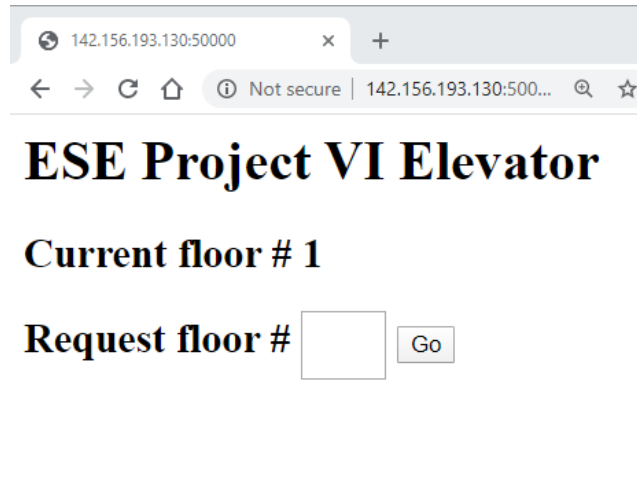 142.156.193.130:50000
Not secure | 142.156.193.130:500...
ESE Project VI Elevator
Current floor # 1
Request floor # Go